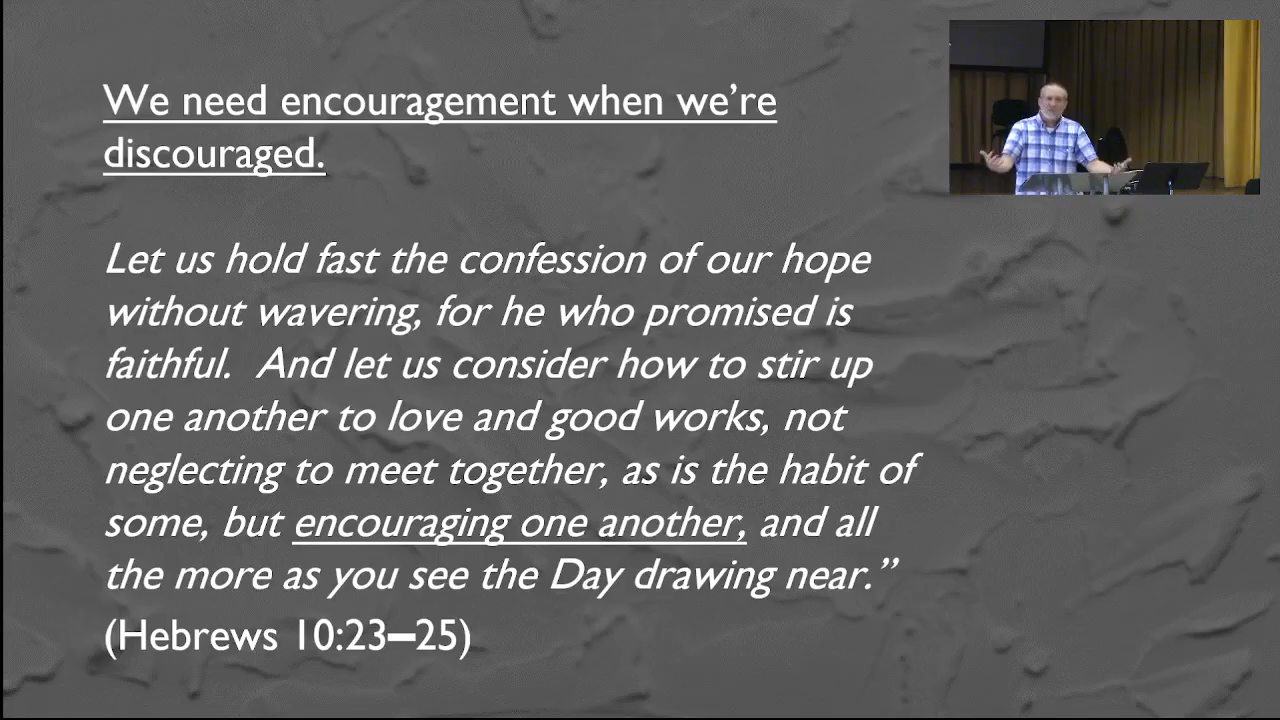 We need encouragement when we’re
discouraged.
Let us hold fast the confession of our hope
without wavering, for he who promised is
faithful.  And let us consider how to stir up
one another to love and good works, not
neglecting to meet together, as is the habit of
some, but encouraging one another, and all
the more as you see the Day drawing near.”
(Hebrews 10:23–25)